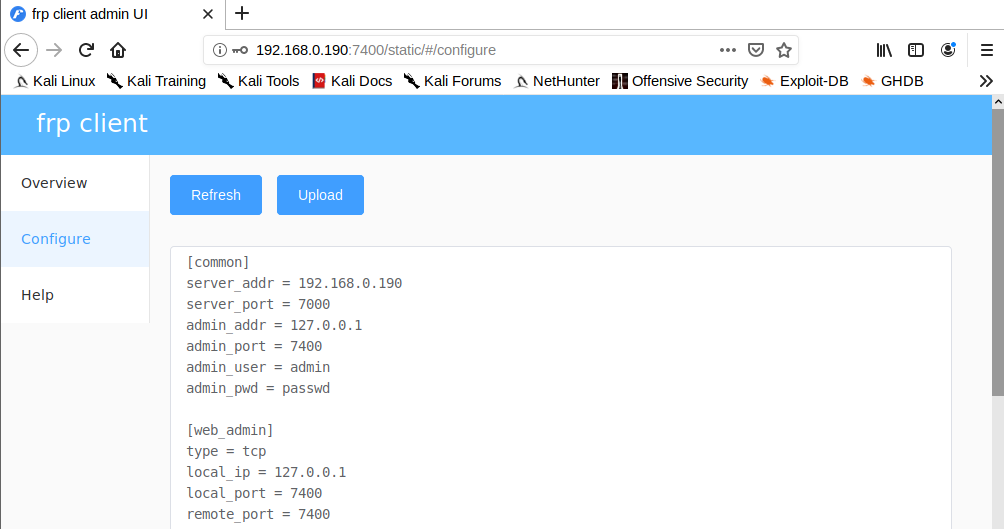 frp client admin UI
192.168.0.190:7400/static/#/configure
Kali Linux Kali Training Kali Tools Kali Docs Kali Forums NetHunter Offensive Security Exploit-DB GHDB
frp client
Overview
Refresh Upload
Configure
Help
[common]
server_addr = 192.168.0.190
server_port = 7000
admin_addr = 127.0.0.1
admin_port = 7400
admin_user = admin
admin_pwd = passwd
[web_admin]
type = tcp
local_ip = 127.0.0.1
local_port = 7400
remote_port = 7400